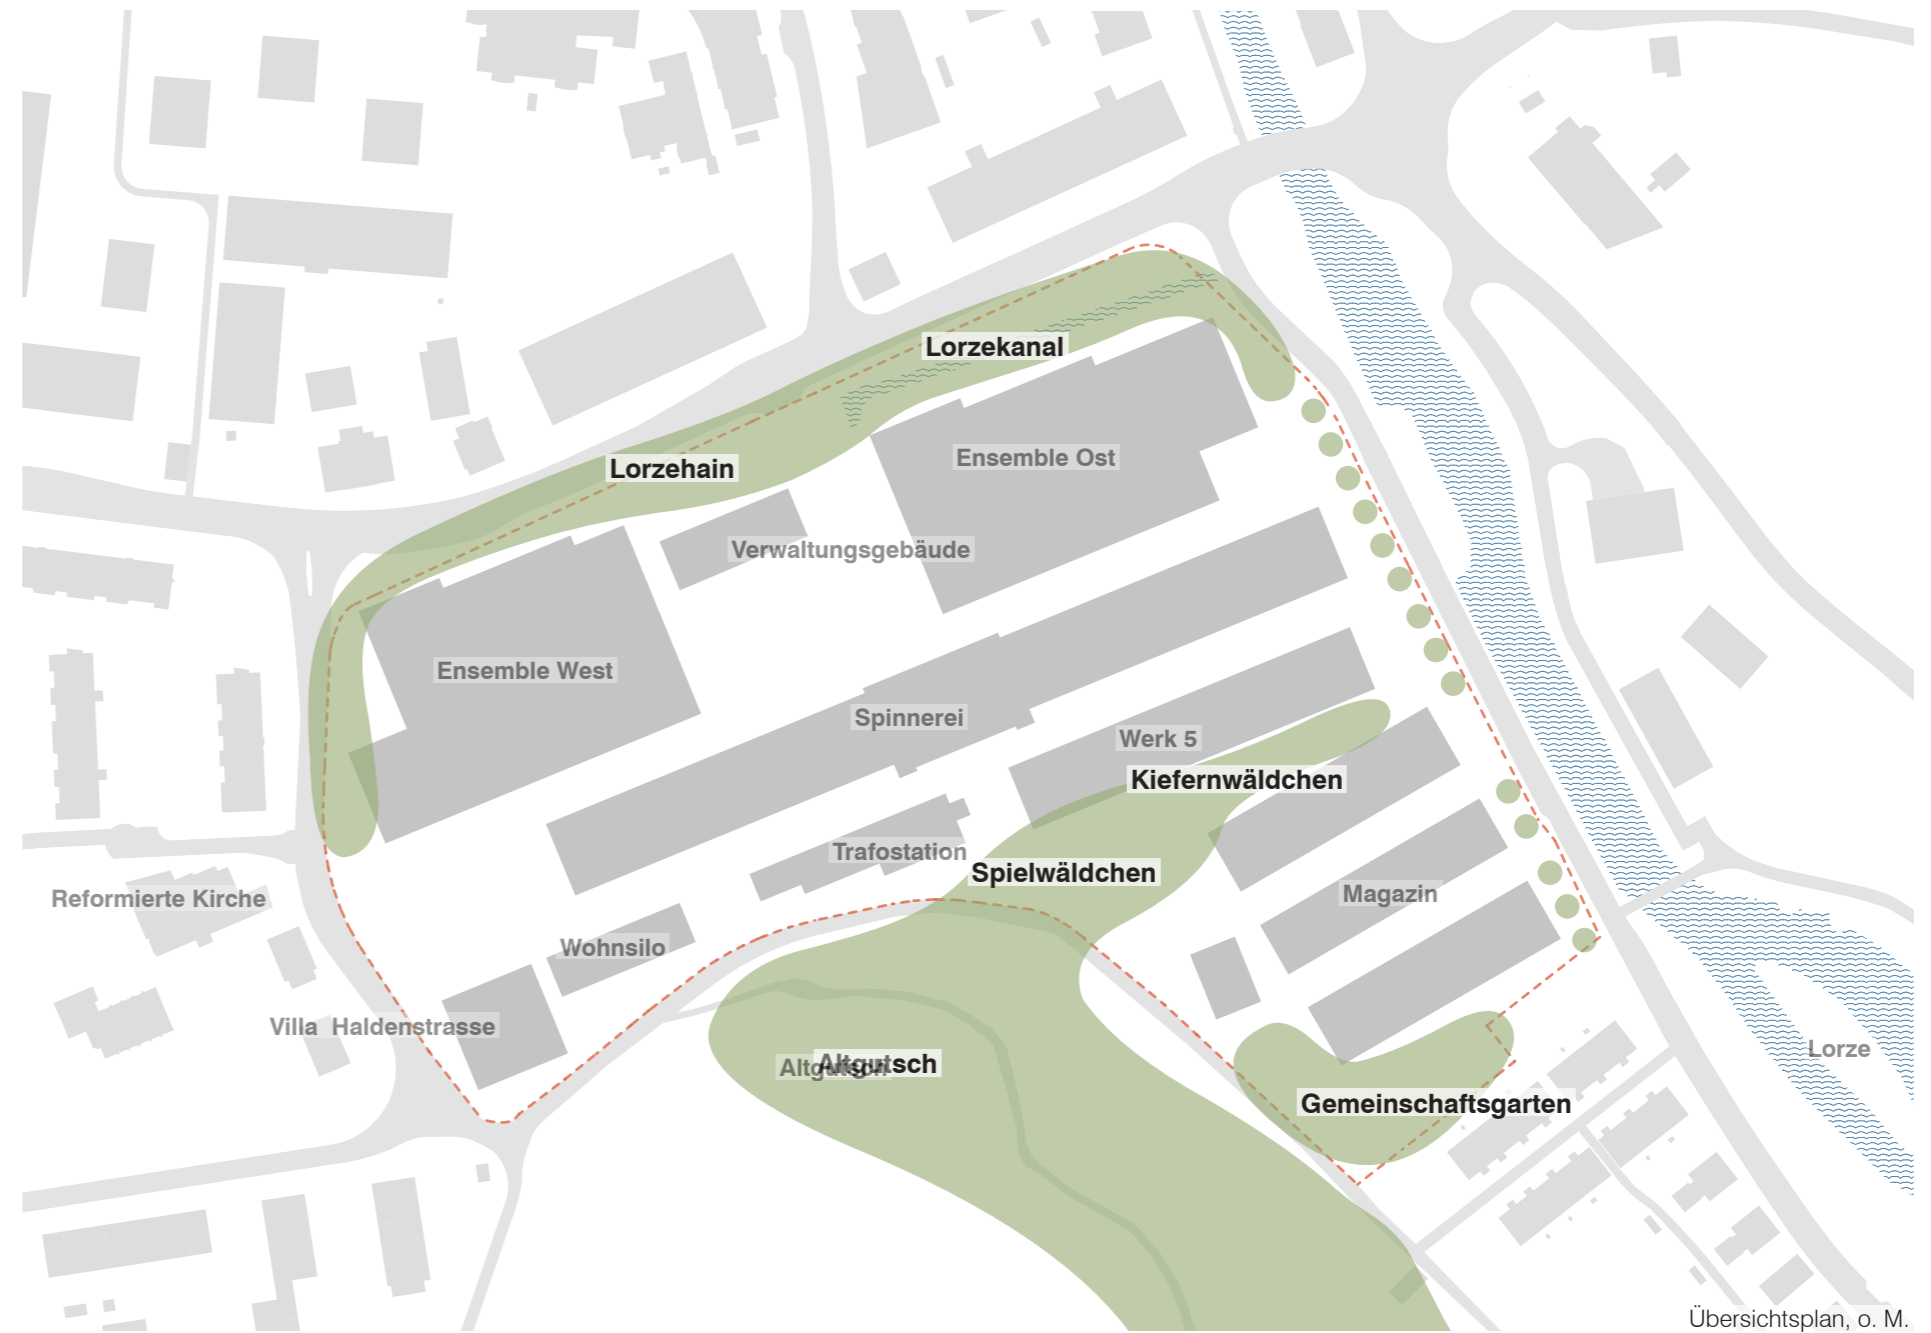 Lorzekanal
Ensemble Ost
Lorzehain
Verwaltungsgebäude
Ensemble West
Spinnerei
Werk 5
Kiefernwäldchen
Trafostation
Spielwäldchen
Magazin
Reformierte Kirche
Wohnsilo
Villa Haldenstrasse
Lorze
Altgutsch
Altgutsch
Gemeinschaftsgarten
Übersichtsplan, o. M.